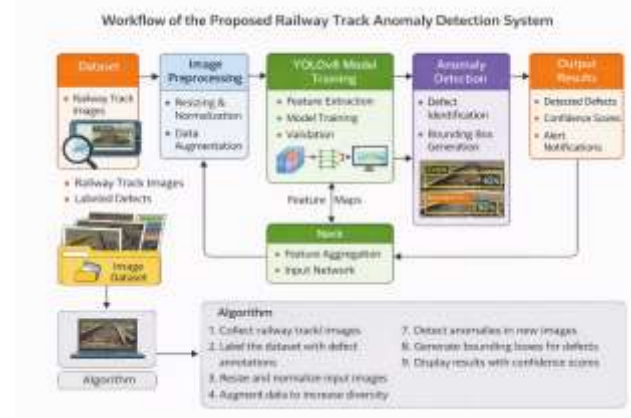 Workflow of the Proposed Railway Track Anomaly Detection System
Dataset
• Railway Track
Images
• Railway Track Images
• Labeled Defects
Image
Dataset
Algorithm
Image
Preprocessing
• Resizing &
Normalization
• Data
Augmentation
YOLOv8 Model
Training
• Feature Extraction
• Model Training
• Validation
Feature Maps
Neck
• Feature Aggregation
• Input Network
Anomaly
Detection
• Defect
Identification
• Bounding Box
Generation
Output
Results
• Detected Defects
• Confidence Scores
• Alert
Notifications
Algorithm
1. Collect railway trackl images
2. Label the dataset with defect
annotations
3. Resize and normalize input images
4. Augment data to increase diversity
7. Detect anomalies in new images
8. Generate bounding boxes for defects
9. Display results with confidence scores